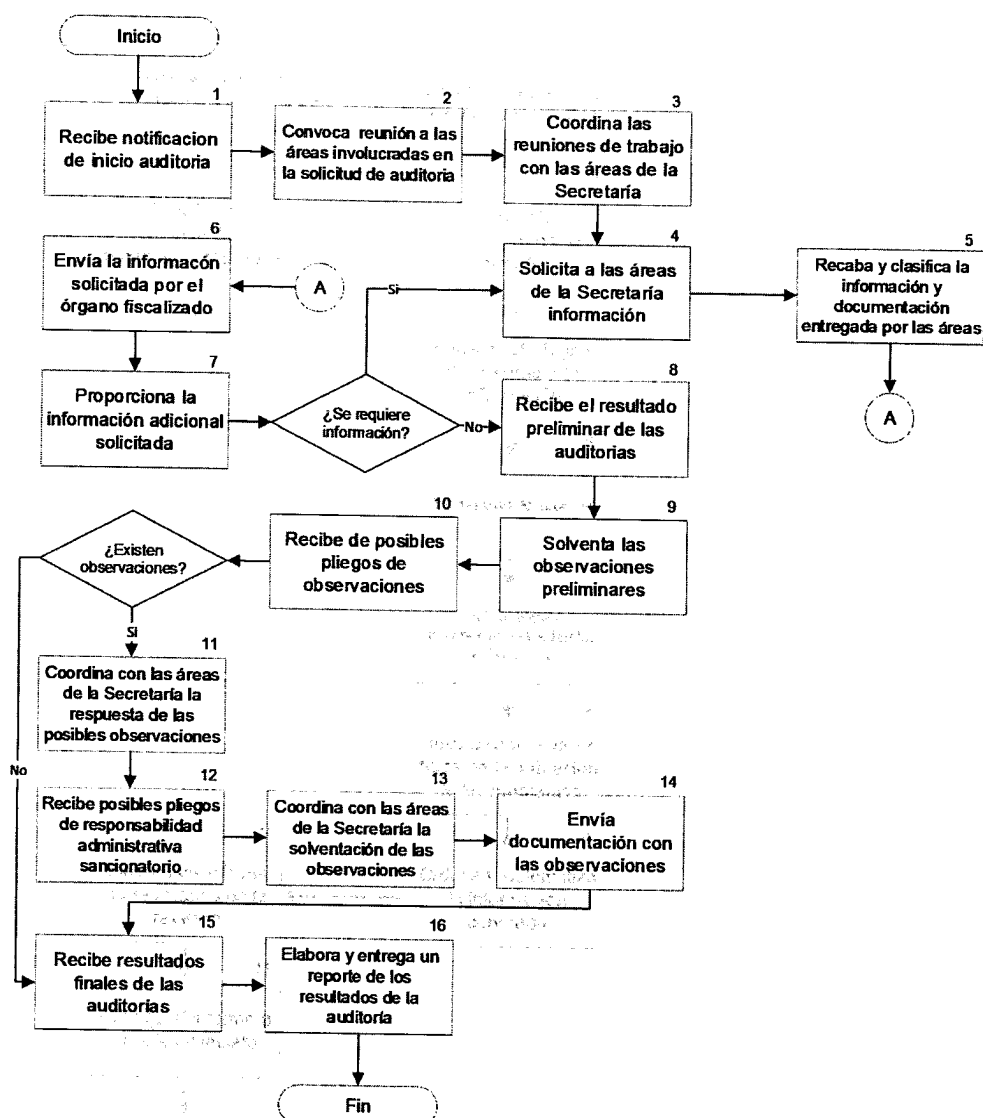 Inicio
1
Recibe notificacion
de inicio auditoria
2
Convoca reunión a las
áreas involucradas en
la solicitud de auditoria
3
Coordina las
reuniones de trabajo
con las áreas de la
Secretaría
6
Envía la informacón
solicitada por el
órgano fiscalizado
A
4
Solicita a las áreas
de la Secretaría
información
5
Recaba y clasifica la
información y
documentación
entregada por las áreas
Si
7
Proporciona la
información adicional
solicitada
¿Se requiere
información?
No
8
Recibe el resultado
preliminar de las
auditorias
A
9
Solventa las
observaciones
preliminares
10
Recibe de posibles
pliegos de
observaciones
¿Existen
observaciones?
Si
11
Coordina con las áreas
de la Secretaría la
respuesta de las
posibles observaciones
No
12
Recibe posibles pliegos
de responsabilidad
administrativa
sancionatorio
13
Coordina con las áreas
de la Secretaría la
solventación de las
observaciones
14
Envía
documentación con
las observaciones
15
Recibe resultados
finales de las
auditorías
16
Elabora y entrega un
reporte de los
resultados de la
auditoría
Fin